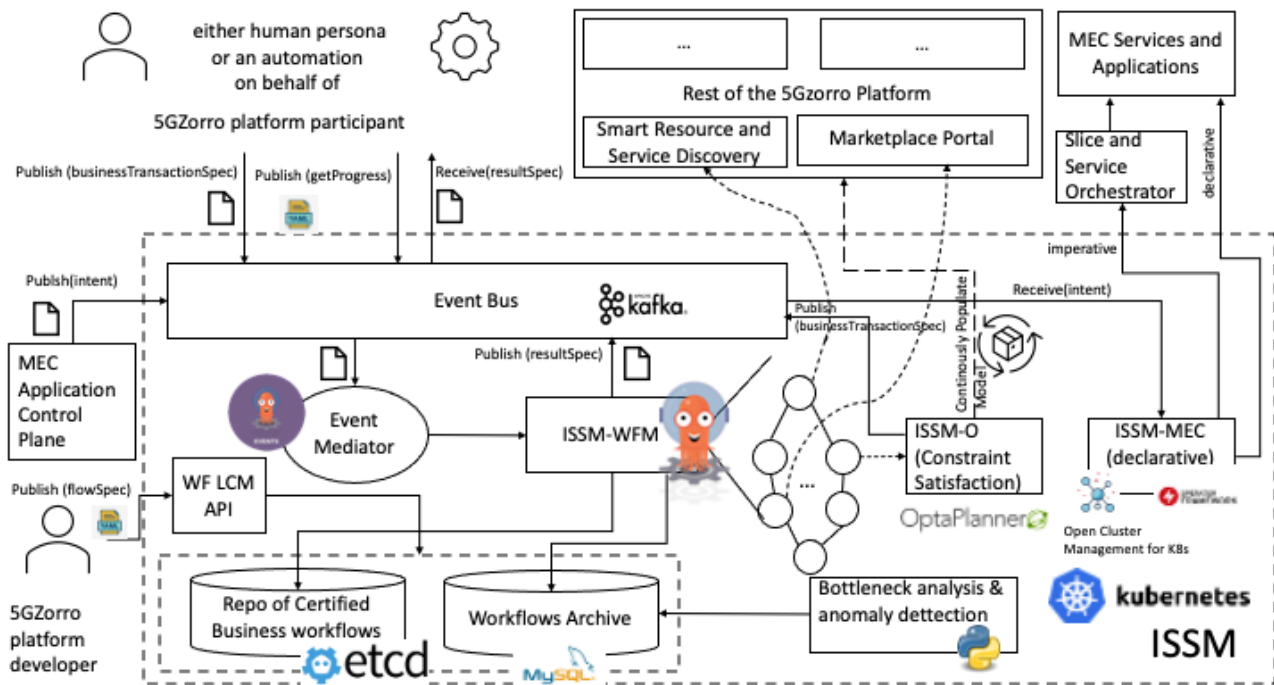 either human persona
or an automation
on behalf of
5GZorro platform participant
...
...
Rest of the 5Gzorro Platform
Smart Resource and
Service Discovery
Marketplace Portal
MEC Services and
Applications
Slice and
Service
Orchestrator
declarative
imperative
Publish (businessTransactionSpec)
Publish (getProgress)
YAML
Receive(resultSpec)
Publsh(intent)
Event Bus
kafka
Publish
(businessTransactionSpec)
Continously Populate
Model
Receive(intent)
MEC
Application
Control
Plane
Publish (resultSpec)
EVENTS
Event
Mediator
ISSM-WFM
...
ISSM-O
(Constraint
Satisfaction)
OptaPlanner
ISSM-MEC
(declarative)
Open Cluster
Management for K8s
Publish (flowSpec)
YAML
WF LCM
API
5GZorro
platform
developer
Repo of Certified
Business workflows
etcd
Workflows Archive
MySQL
Bottleneck analysis &
anomaly dettection
kubernetes
ISSM